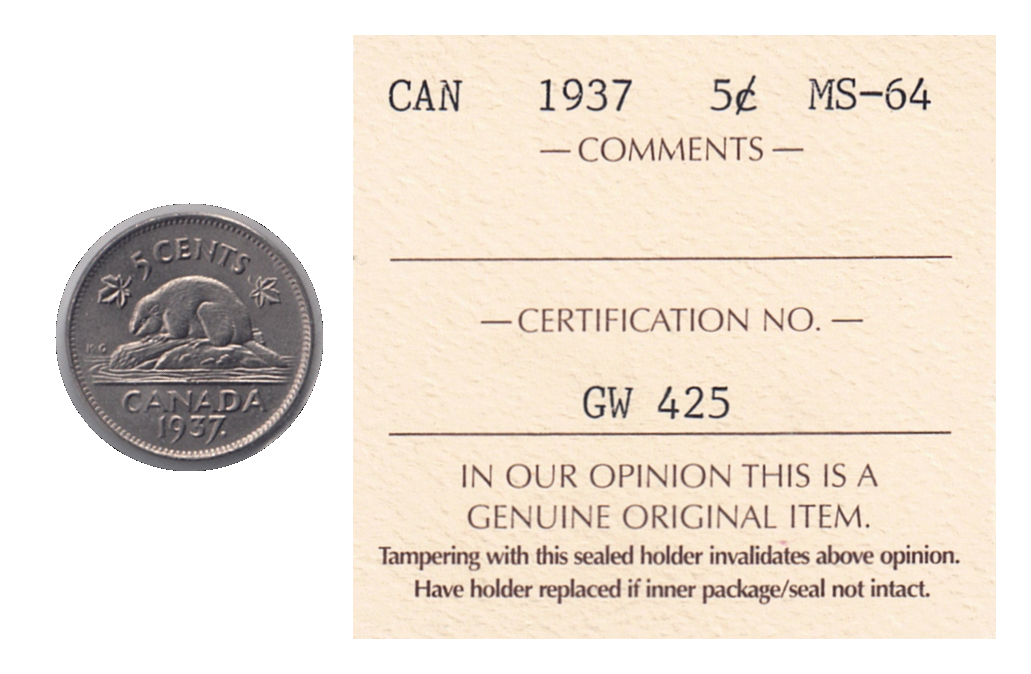 5 CENTS
K G
CANADA
1937.
CAN 1937 5¢ MS-64
— COMMENTS —
— CERTIFICATION NO. —
GW 425
IN OUR OPINION THIS IS A
GENUINE ORIGINAL ITEM.
Tampering with this sealed holder invalidates above opinion.
Have holder replaced if inner package/seal not intact.